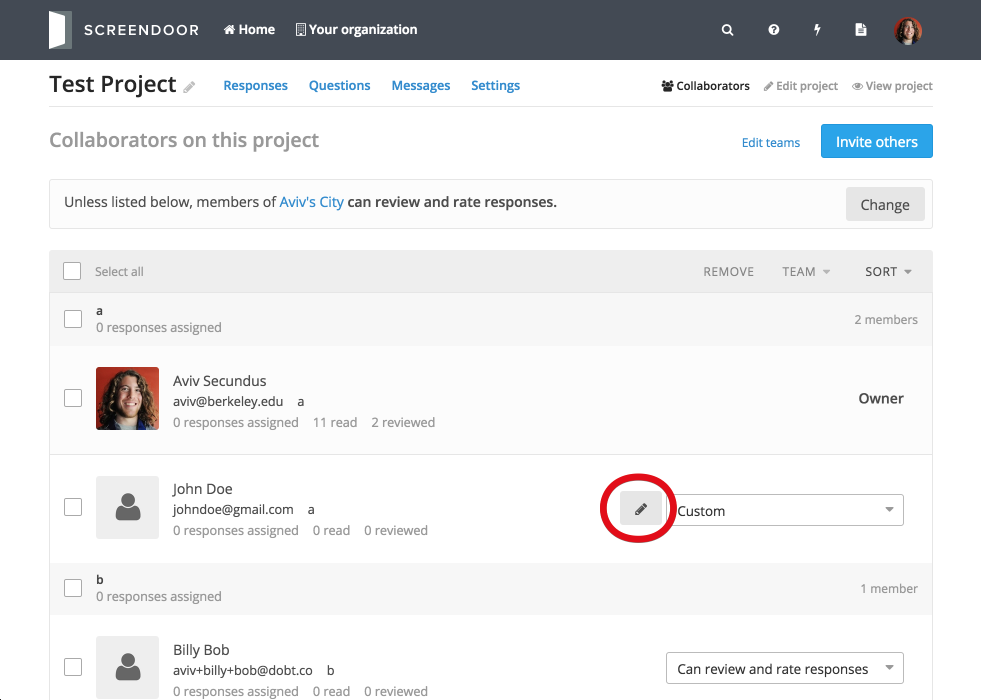 SCREENDOOR Home Your organization
Test Project Responses Questions Messages Settings Collaborators Edit project View project
Collaborators on this project Edit teams Invite others
Unless listed below, members of Aviv's City can review and rate responses. Change
Select all REMOVE TEAM SORT
a
0 responses assigned 2 members
Aviv Secundus
aviv@berkeley.edu a Owner
0 responses assigned 11 read 2 reviewed
John Doe
johndoe@gmail.com a Custom
0 responses assigned 0 read 0 reviewed
b
0 responses assigned 1 member
Billy Bob
aviv+billy+bob@dobt.co b Can review and rate responses
0 responses assigned 0 read 0 reviewed